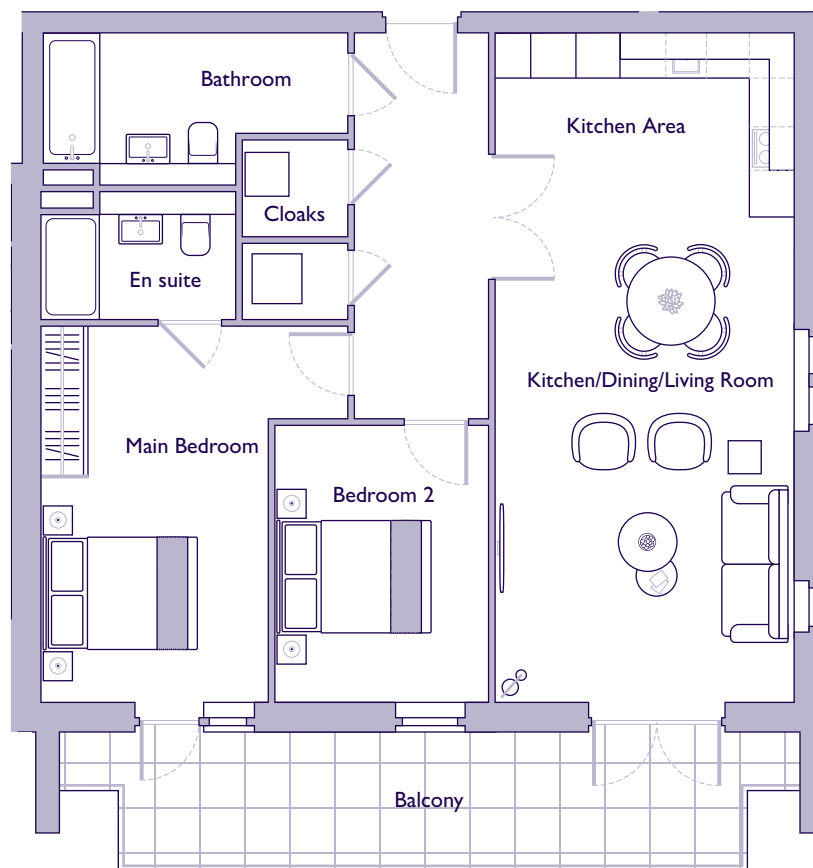 Bathroom
Kitchen Area
Cloaks
En suite
Kitchen/Dining/Living Room
Main Bedroom
Bedroom 2
Balcony